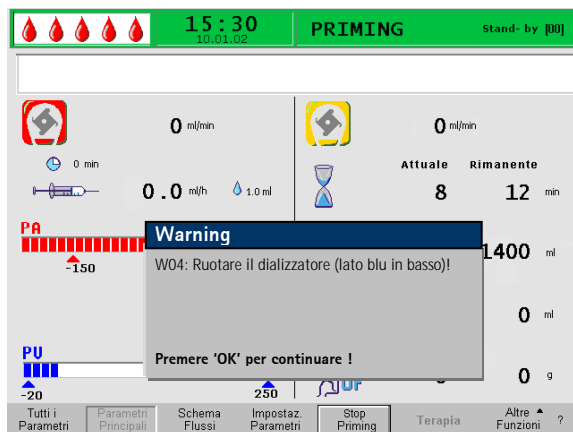 15:30
10.01.02
PRIMING
Stand- by [00]
0 ml/min
0 ml/min
0 min
Attuale Rimanente
0.0 ml/h 1.0 ml
8 12 min
PA
-150
1400 ml
Warning
W04: Ruotare il dializzatore (lato blu in basso)!
Premere 'OK' per continuare !
0 ml
PV
-20
250
UF
0 g
Tutti i Parametri
Parametri Principali
Schema Flussi
Impostaz. Parametri
Stop Priming
Terapia
Altre Funzioni
?